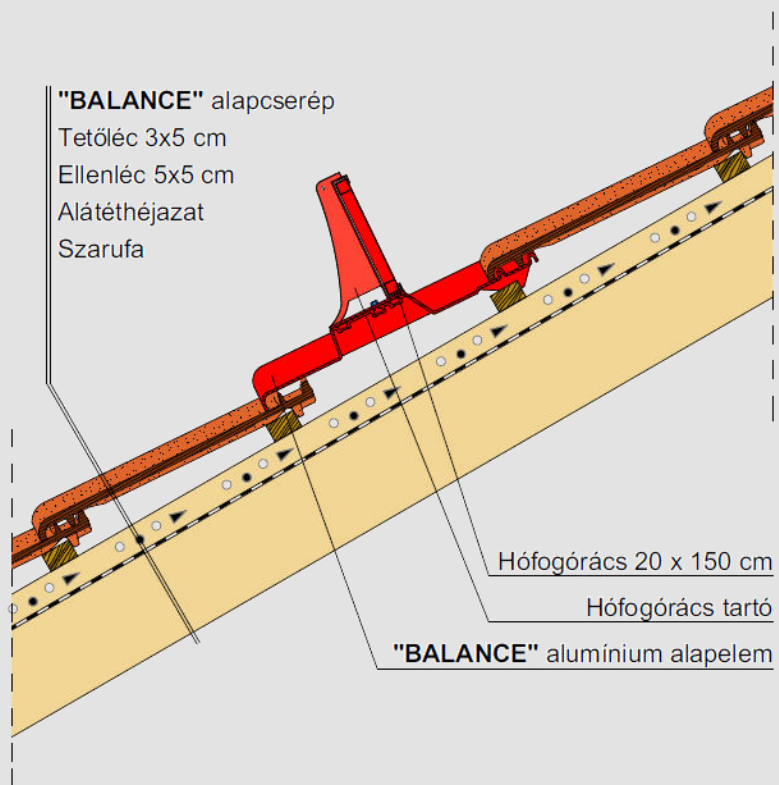 "BALANCE" alapcserép
Tetőléc 3x5 cm
Ellenléc 5x5 cm
Alátéthéjazat
Szarufa
Hófogórács 20 x 150 cm
Hófogórács tartó
"BALANCE" alumínium alapelem